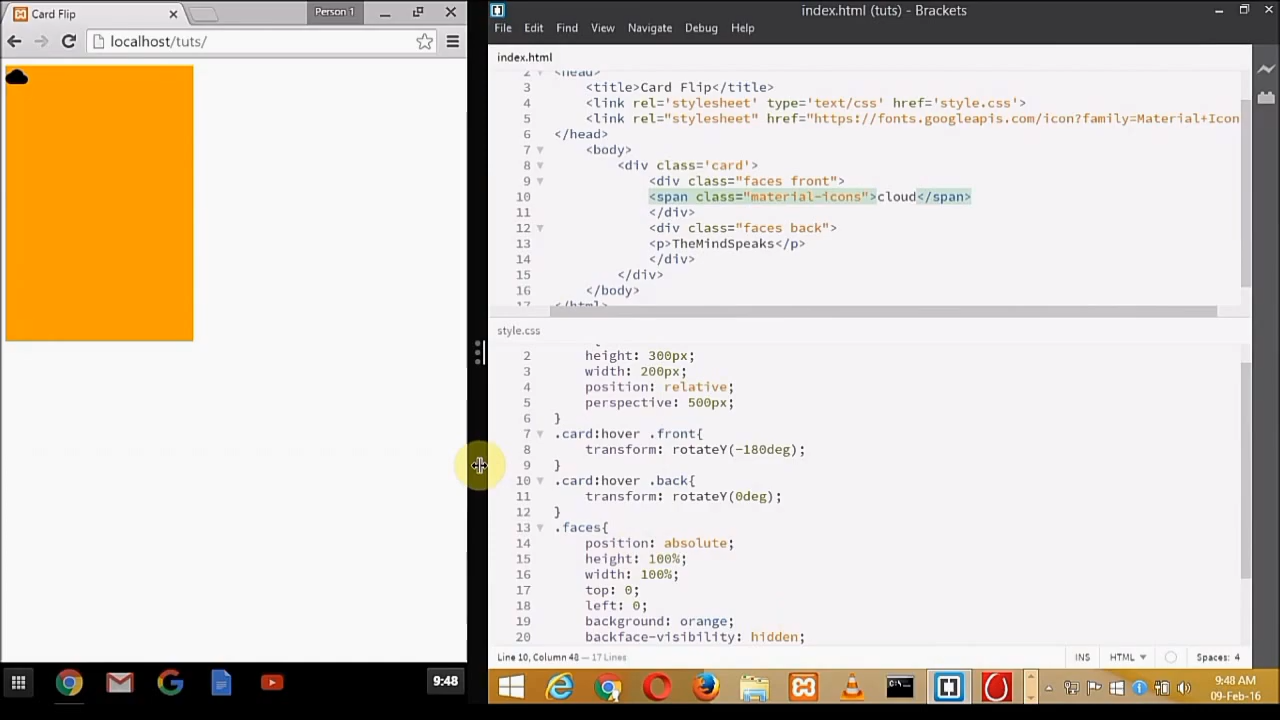 Card Flip
Person 1
localhost/tuts/
index.html (tuts) - Brackets
File Edit Find View Navigate Debug Help
index.html
2 <head>
3 <title>Card Flip</title>
4 <link rel='stylesheet' type='text/css' href='style.css'>
5 <link rel="stylesheet" href="https://fonts.googleapis.com/icon?family=Material+Icon
6 </head>
7 <body>
8 <div class='card'>
9 <div class="faces front">
10 <span class="material-icons">cloud</span>
11 </div>
12 <div class="faces back">
13 <p>TheMindSpeaks</p>
14 </div>
15 </div>
16 </body>
17 </html>
style.css
2 height: 300px;
3 width: 200px;
4 position: relative;
5 perspective: 500px;
6 }
7 .card:hover .front{
8 transform: rotateY(-180deg);
9 }
10 .card:hover .back{
11 transform: rotateY(0deg);
12 }
13 .faces{
14 position: absolute;
15 height: 100%;
16 width: 100%;
17 top: 0;
18 left: 0;
19 background: orange;
20 backface-visibility: hidden;
Line 10, Column 48 — 17 Lines
INS HTML Spaces: 4
9:48
9:48 AM
09-Feb-16